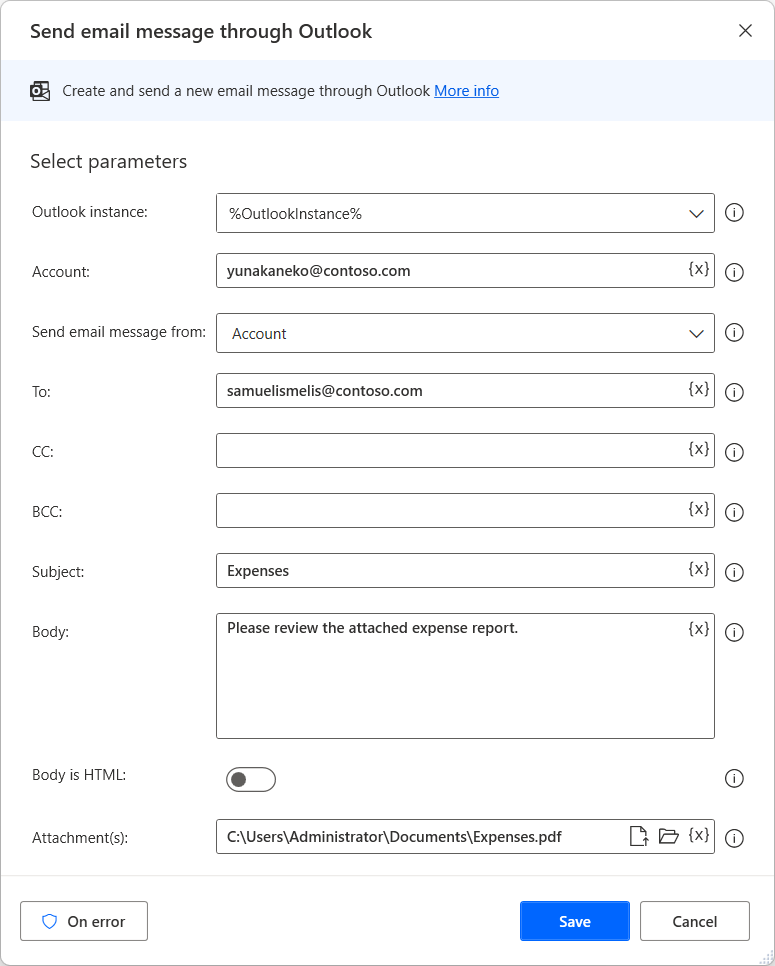 Send email message through Outlook
Create and send a new email message through Outlook More info
Select parameters
Outlook instance: %OutlookInstance%
Account: yunakaneko@contoso.com {x}
Send email message from: Account
To: samuelismelis@contoso.com {x}
CC: {x}
BCC: {x}
Subject: Expenses {x}
Body: Please review the attached expense report. {x}
Body is HTML:
Attachment(s): C:\Users\Administrator\Documents\Expenses.pdf {x}
On error Save Cancel